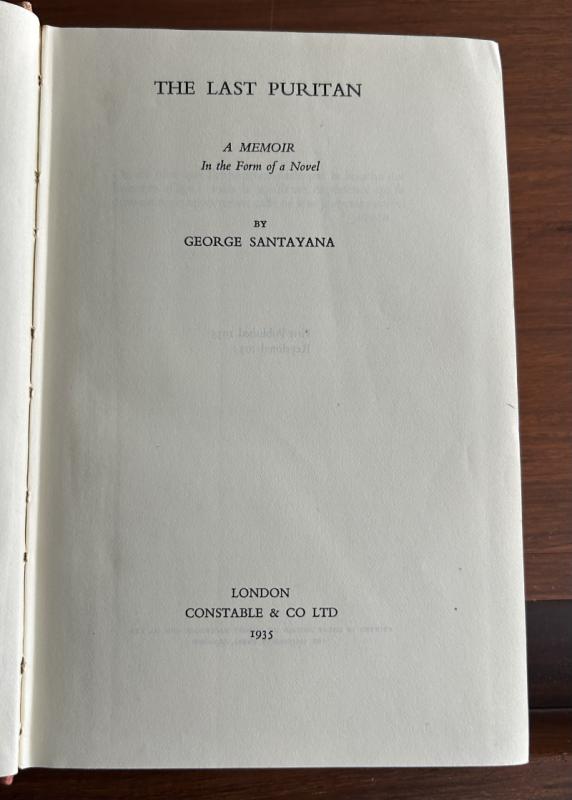 THE LAST PURITAN
A MEMOIR
In the Form of a Novel
BY
GEORGE SANTAYANA
LONDON
CONSTABLE & CO LTD
1935